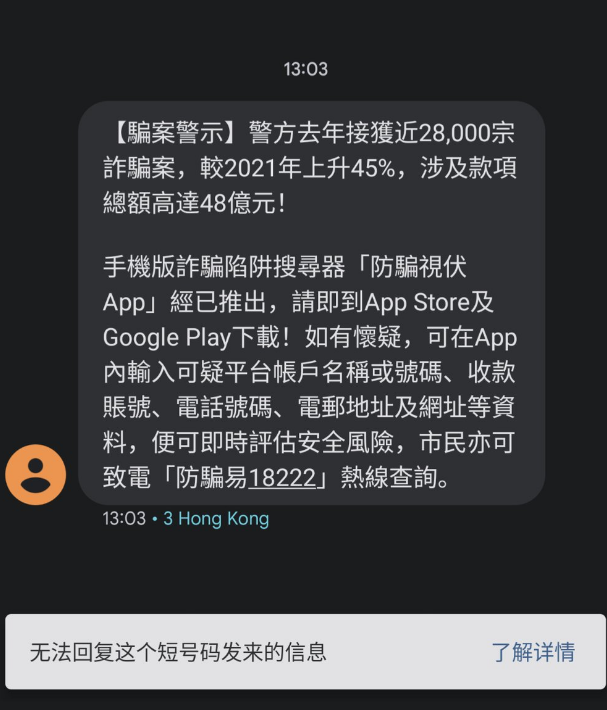 13:03
【騙案警示】警方去年接獲近28,000宗
詐騙案，較2021年上升45%，涉及款項
總額高達48億元！
手機版詐騙陷阱搜尋器「防騙視伏
App」經已推出，請即到App Store及
Google Play下載！如有懷疑，可在App
內輸入可疑平台帳戶名稱或號碼、收款
賬號、電話號碼、電郵地址及網址等資
料，便可即時評估安全風險，市民亦可
致電「防騙易18222」熱線查詢。
13:03 • 3 Hong Kong
无法回复这个短号码发来的信息 了解详情